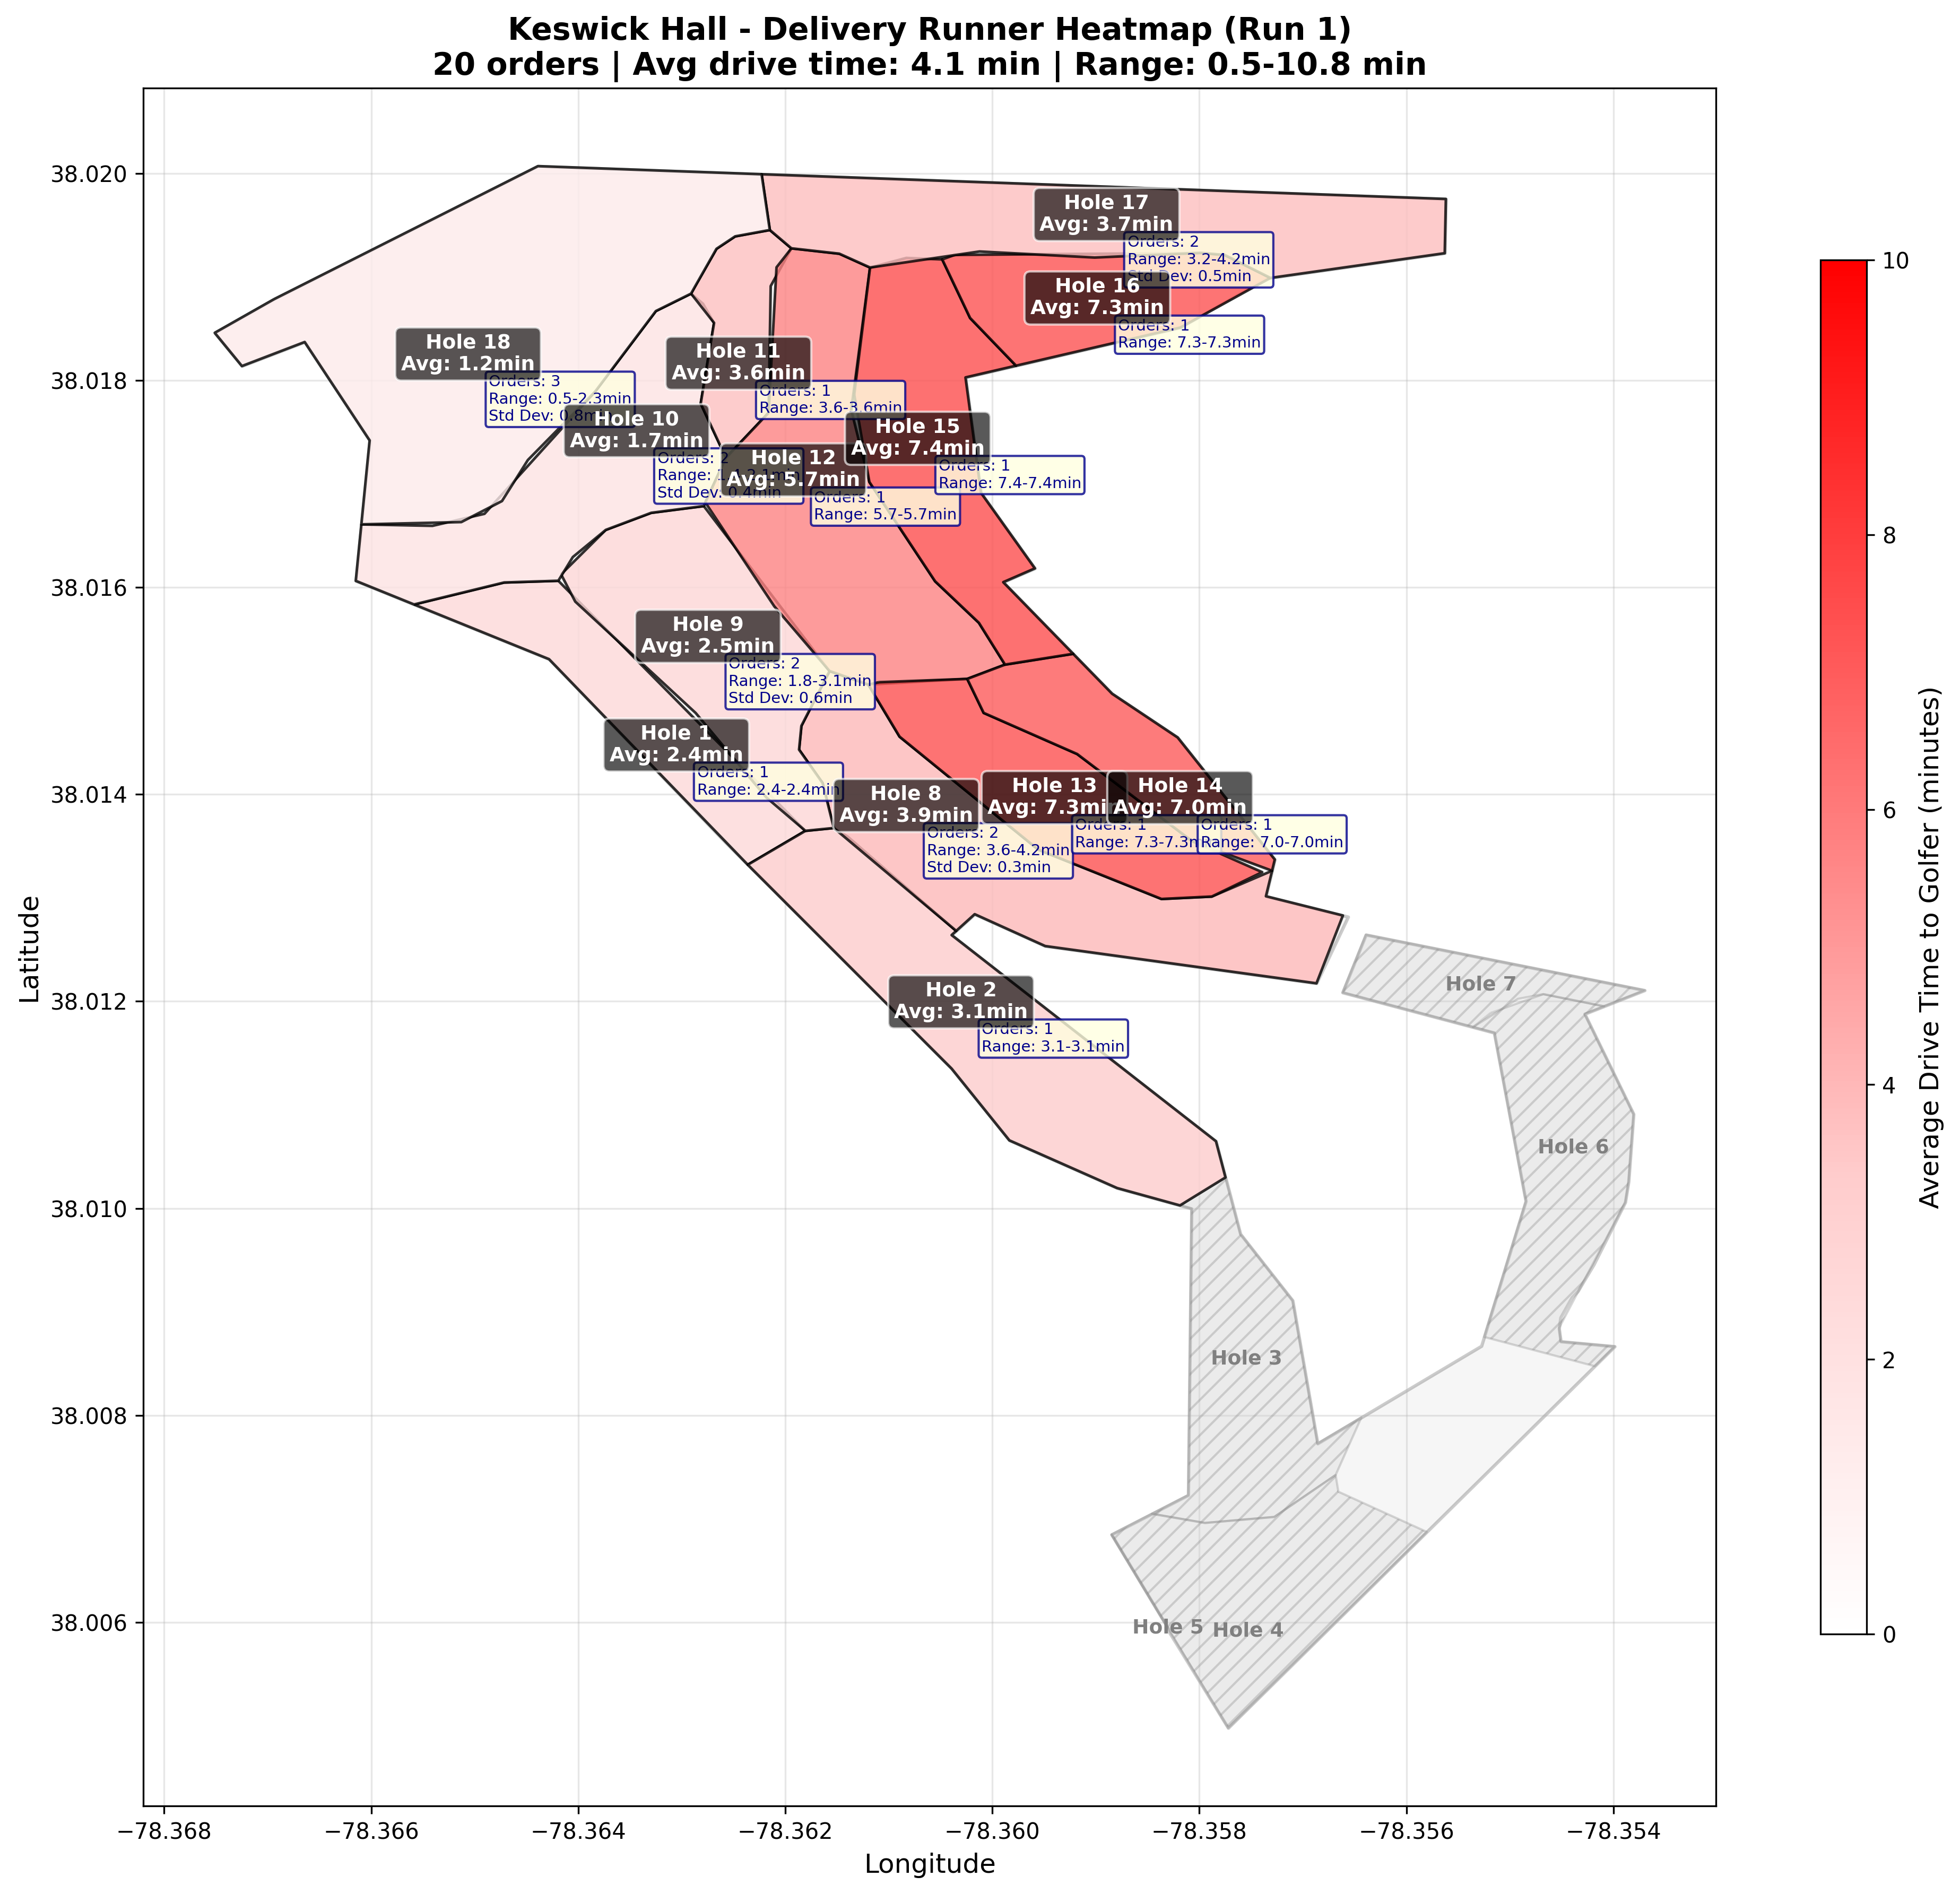 Keswick Hall - Delivery Runner Heatmap (Run 1)
20 orders | Avg drive time: 4.1 min | Range: 0.5-10.8 min
Hole 17
Avg: 3.7min
Orders: 2
Range: 3.2-4.2min
Std Dev: 0.5min
Hole 16
Avg: 7.3min
Orders: 1
Range: 7.3-7.3min
Hole 18
Avg: 1.2min
Orders: 3
Range: 0.5-2.3min
Std Dev: 0.8min
Hole 11
Avg: 3.6min
Orders: 1
Range: 3.6-3.6min
Hole 10
Avg: 1.7min
Orders: 2
Range:
Std Dev: 0.4min
Hole 15
Avg: 7.4min
Orders: 1
Range: 7.4-7.4min
Hole 12
Avg: 5.7min
Orders: 1
Range: 5.7-5.7min
Hole 9
Avg: 2.5min
Orders: 2
Range: 1.8-3.1min
Std Dev: 0.6min
Hole 1
Avg: 2.4min
Orders: 1
Range: 2.4-2.4min
Hole 8
Avg: 3.9min
Orders: 2
Range: 3.6-4.2min
Std Dev: 0.3min
Hole 13
Avg: 7.3min
Orders: 1
Range: 7.3-7.3m
Hole 14
Avg: 7.0min
Orders: 1
Range: 7.0-7.0min
Hole 2
Avg: 3.1min
Orders: 1
Range: 3.1-3.1min
Hole 7
Hole 6
Hole 3
Hole 5
Hole 4
38.020
38.018
38.016
38.014
38.012
38.010
38.008
38.006
Latitude
−78.368
−78.366
−78.364
−78.362
−78.360
−78.358
−78.356
−78.354
Longitude
10
8
6
4
2
0
Average Drive Time to Golfer (minutes)